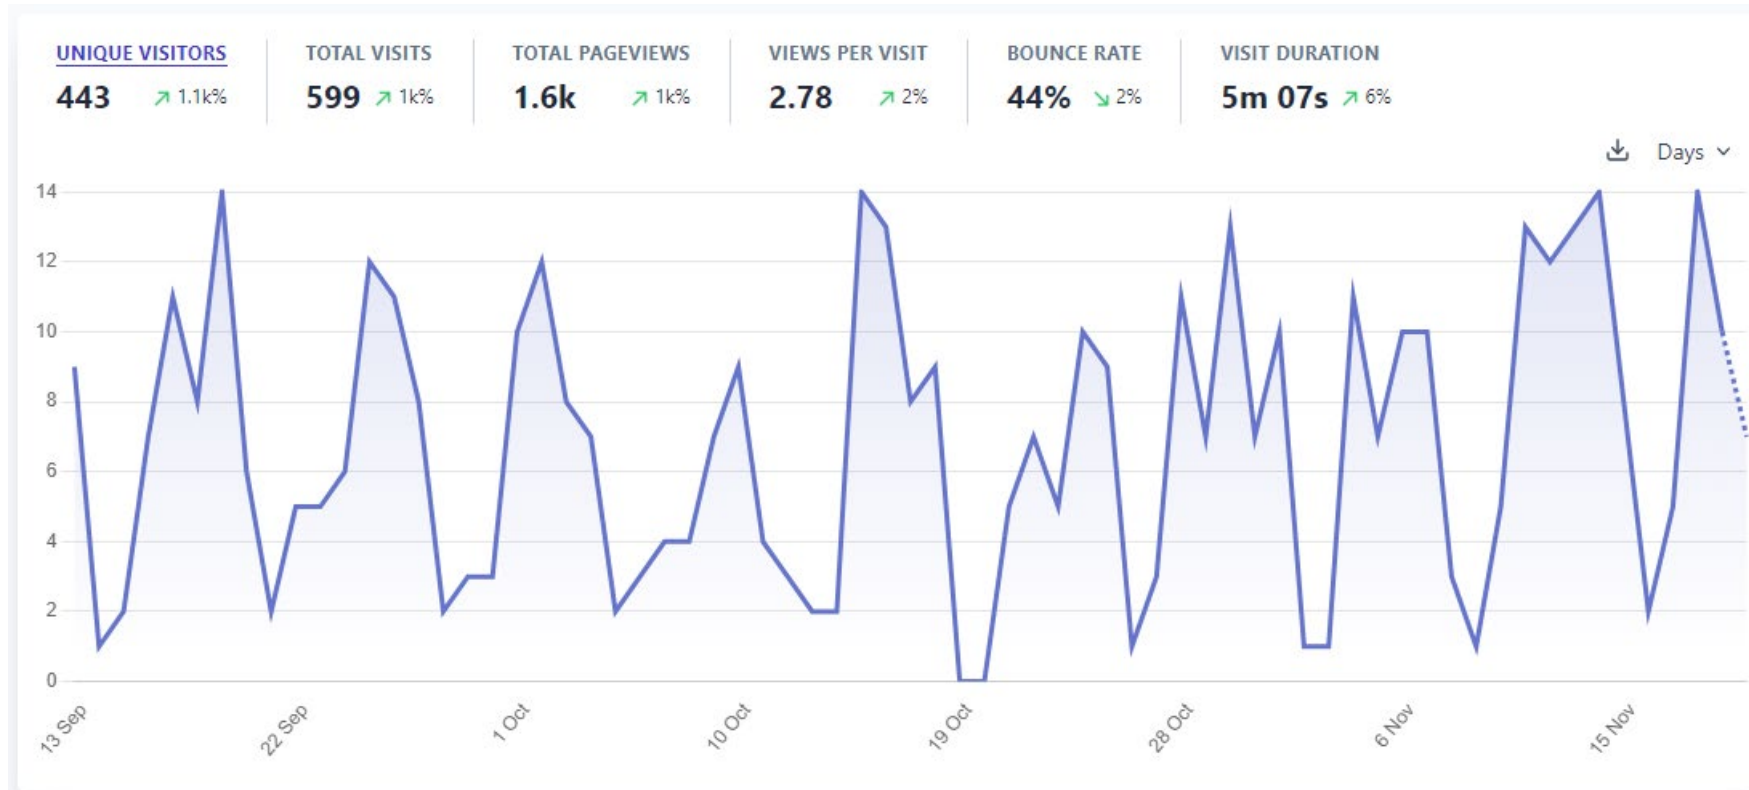 UNIQUE VISITORS TOTAL VISITS TOTAL PAGEVIEWS VIEWS PER VISIT BOUNCE RATE VISIT DURATION
443 1.1k% 599 1k% 1.6k 1k% 2.78 2% 44% 2% 5m 07s 6%
Days
14
12
10
8
6
4
2
0
13 Sep 22 Sep 1 Oct 10 Oct 19 Oct 28 Oct 6 Nov 15 Nov